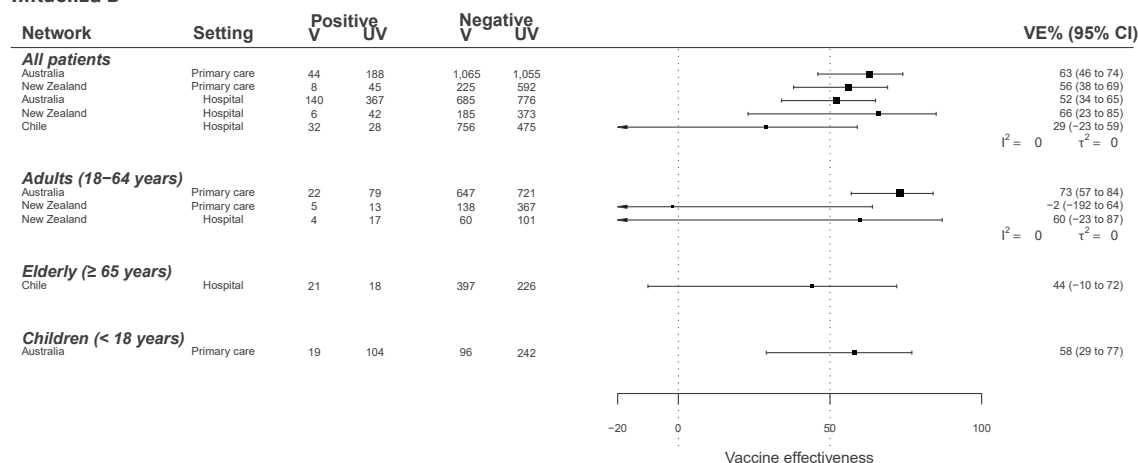 Positive Negative
Network Setting V UV V UV VE% (95% CI)
All patients
Australia Primary care 44 188 1,065 1,055 63 (46 to 74)
New Zealand Primary care 8 45 225 592 56 (38 to 69)
Australia Hospital 140 367 685 776 52 (34 to 65)
New Zealand Hospital 6 42 185 373 66 (23 to 85)
Chile Hospital 32 28 756 475 29 (−23 to 59)
I² = 0 τ² = 0
Adults (18−64 years)
Australia Primary care 22 79 647 721 73 (57 to 84)
New Zealand Primary care 5 13 138 367 −2 (−192 to 64)
New Zealand Hospital 4 17 60 101 60 (−23 to 87)
I² = 0 τ² = 0
Elderly (≥ 65 years)
Chile Hospital 21 18 397 226 44 (−10 to 72)
Children (< 18 years)
Australia Primary care 19 104 96 242 58 (29 to 77)
−20 0 50 100
Vaccine effectiveness